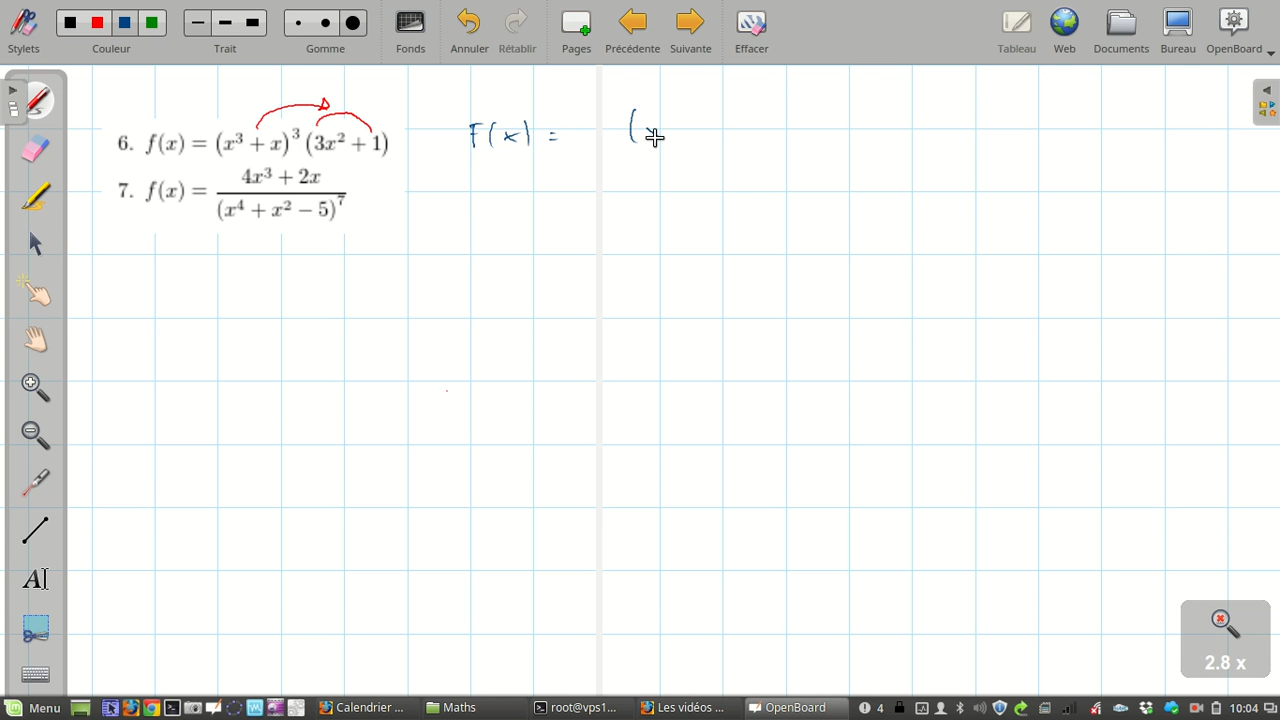 Stylets Couleur Trait Gomme Fonds Annuler Rétablir Pages Précédente Suivante Effacer Tableau Web Documents Bureau OpenBoard
6. f(x) = (x³ + x)³ (3x² + 1)
F(x) = (x
7. f(x) = (4x³ + 2x) / (x⁴ + x² − 5)⁷
2.8 x
Menu Calendrier ... Maths root@vps1... Les vidéos ... OpenBoard 4 10:04